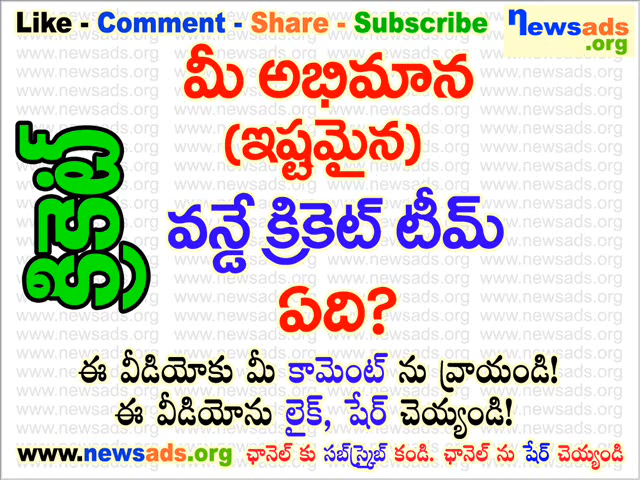 Like - Comment - Share - Subscribe
newsads
.org
మీ అభిమాన
(ఇష్టమైన)
క్రికెట్
వన్డే క్రికెట్ టీమ్
ఏది?
ఈ వీడియోకు మీ కామెంట్ ను వ్రాయండి!
ఈ వీడియోను లైక్, షేర్ చెయ్యండి!
www.newsads.org ఛానెల్ కు సబ్‌స్క్రైబ్ కండి. ఛానెల్ ను షేర్ చెయ్యండి